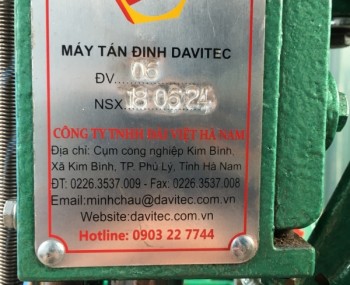 MÁY TÁN ĐINH DAVITEC
ĐV.....06
NSX.18 06 24
CÔNG TY TNHH ĐẠI VIỆT HÀ NAM
Địa chỉ: Cụm công nghiệp Kim Bình,
Xã Kim Bình, TP. Phủ Lý, Tỉnh Hà Nam
ĐT: 0226.3537.009 - Fax: 0226.3537.008
Email:minhchau@davitec.com.vn
Website:davitec.com.vn
Hotline: 0903 22 7744